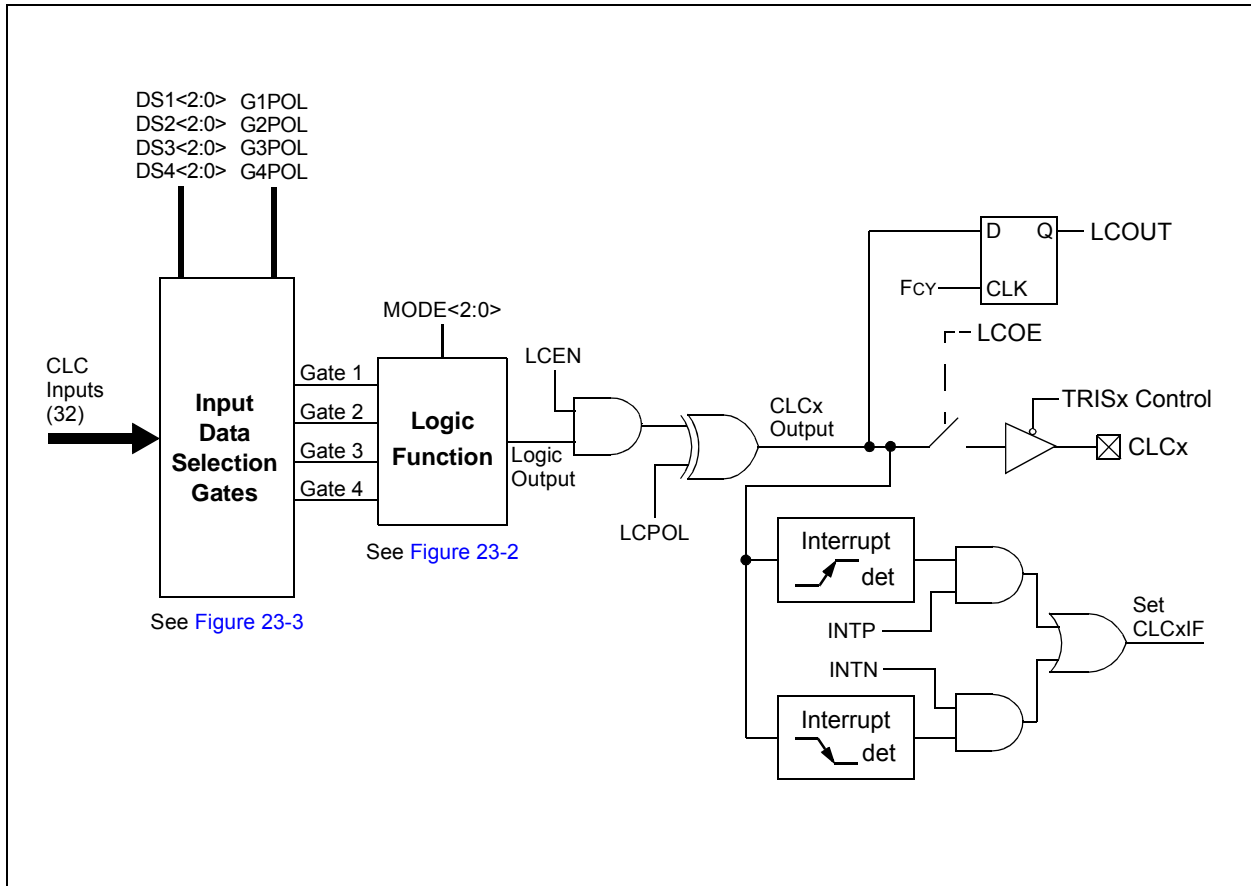 DS1<2:0> G1POL
DS2<2:0> G2POL
DS3<2:0> G3POL
DS4<2:0> G4POL
D Q LCOUT
FCY CLK
MODE<2:0>
LCOE
LCEN
CLC
Inputs
(32)
Input
Data
Selection
Gates
Gate 1
Gate 2
Gate 3
Gate 4
Logic
Function
Logic
Output
CLCx
Output
TRISx Control
CLCx
LCPOL
See Figure 23-2
See Figure 23-3
Interrupt
det
INTP
INTN
Interrupt
det
Set
CLCxIF